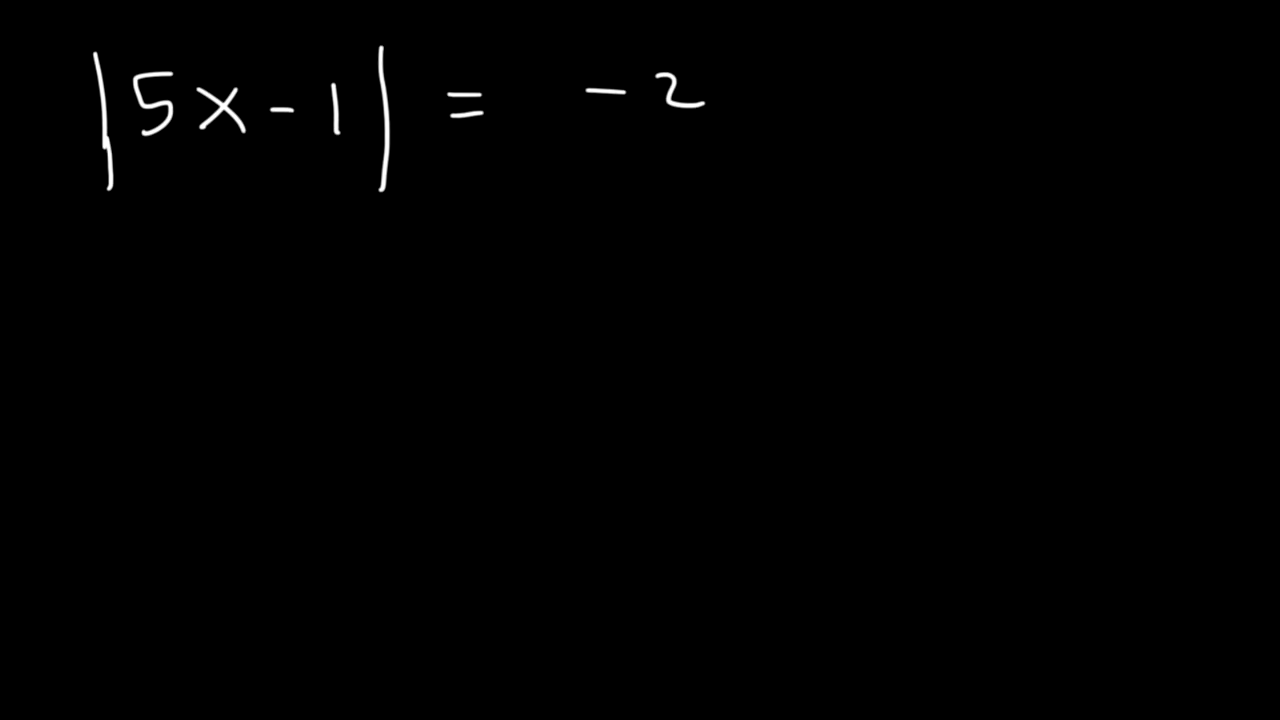 |5x - 1| = -2